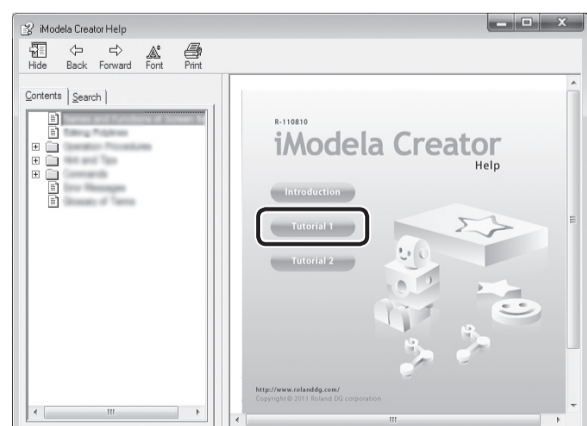 iModela Creator Help
Hide Back Forward Font Print
Contents Search
R-110810
iModela Creator
Help
Introduction
Tutorial 1
Tutorial 2
http://www.rolanddg.com/
Copyright© 2011 Roland DG corporation